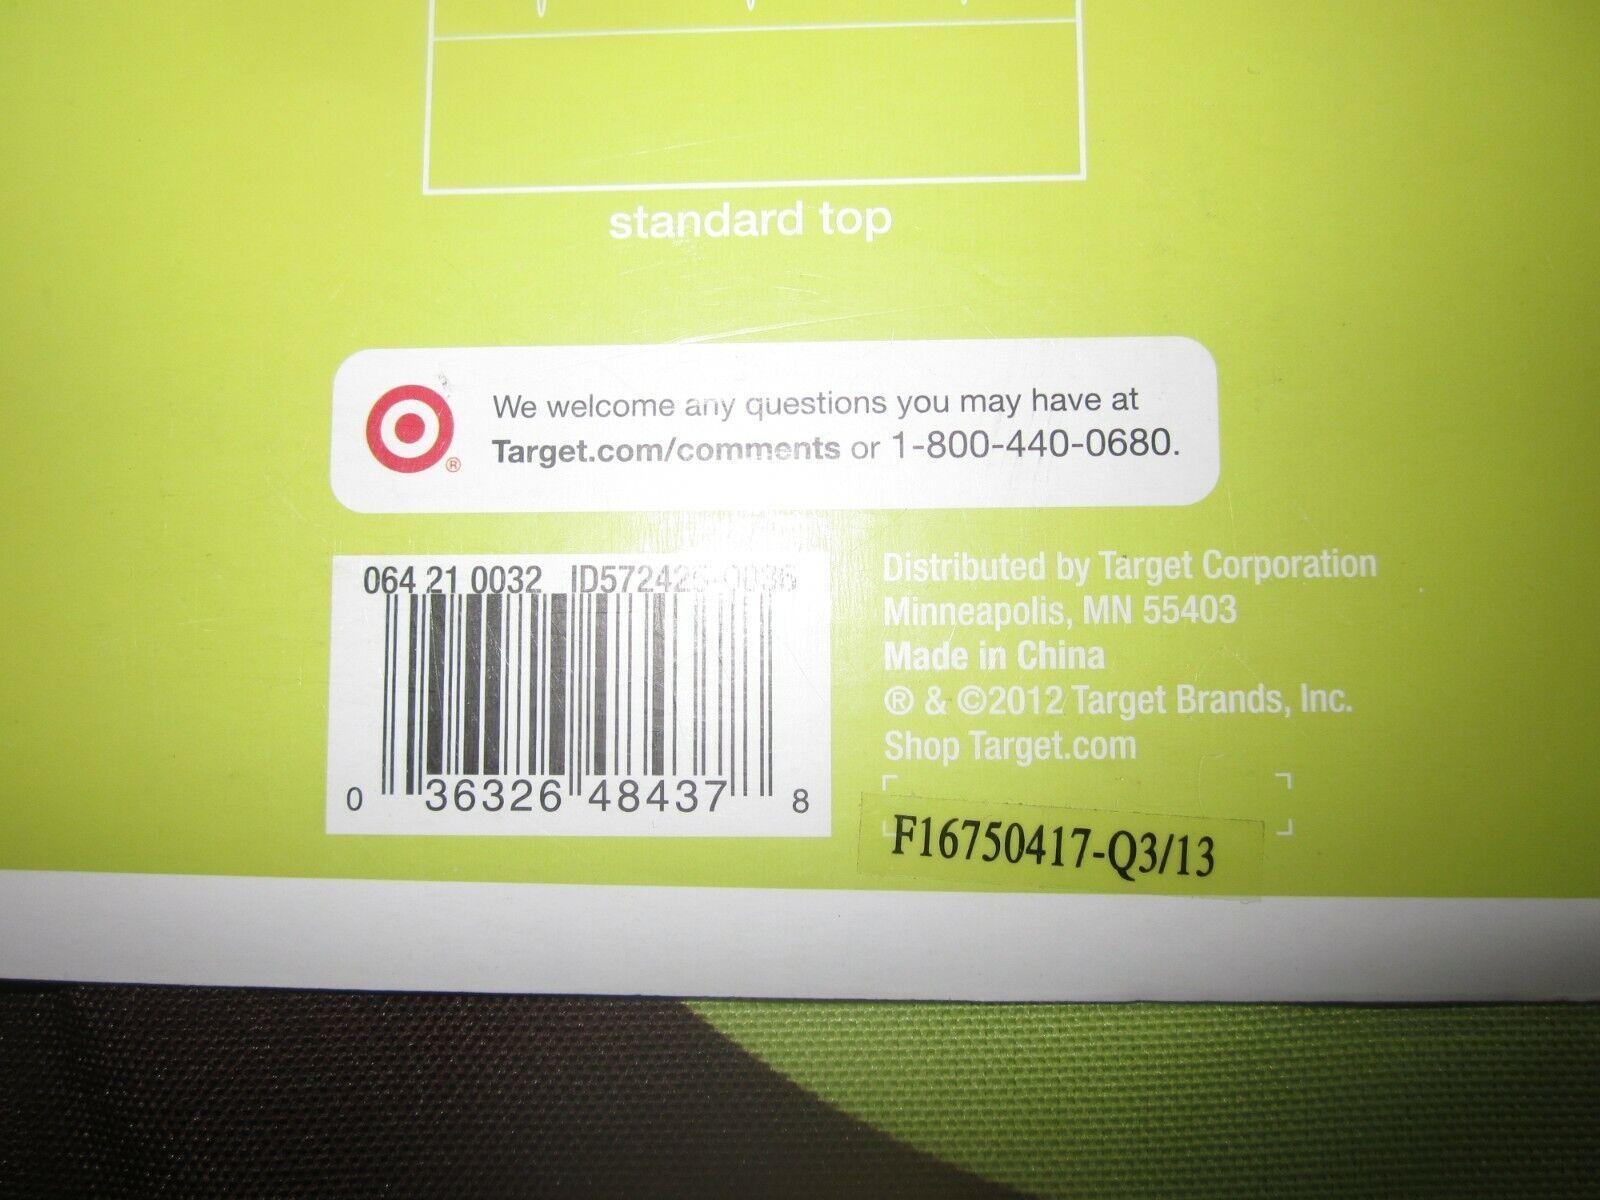 standard top
We welcome any questions you may have at
Target.com/comments or 1-800-440-0680.
®
064 21 0032 ID572426-0036
0 36326 48437 8
Distributed by Target Corporation
Minneapolis, MN 55403
Made in China
® & ©2012 Target Brands, Inc.
Shop Target.com
F16750417-Q3/13